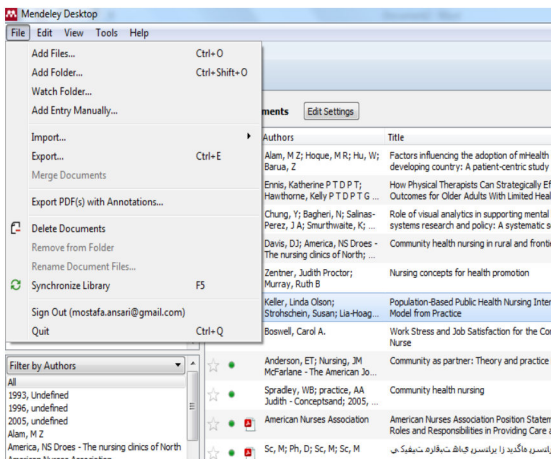 Mendeley Desktop
File Edit View Tools Help
Add Files... Ctrl+O
Add Folder... Ctrl+Shift+O
Watch Folder...
Add Entry Manually...
Import...
Export... Ctrl+E
Merge Documents
Export PDF(s) with Annotations...
Delete Documents
Remove from Folder
Rename Document Files...
Synchronize Library F5
Sign Out (mostafa.ansari@gmail.com)
Quit Ctrl+Q
Filter by Authors
All
1993, Undefined
1996, undefined
2005, undefined
Alam, M Z
America, NS Droes - The nursing clinics of North
American Nurses Association
ments Edit Settings
Authors Title
Alam, M Z; Hoque, M R; Hu, W; Factors influencing the adoption of mHealth
Barua, Z developing country: A patient-centric study
Ennis, Katherine P T D P T; How Physical Therapists Can Strategically Ef
Hawthorne, Kelly P T D P T G ... Outcomes for Older Adults With Limited Heal
Chung, Y; Bagheri, N; Salinas- Role of visual analytics in supporting mental
Perez, J A; Smurthwaite, K; ... systems research and policy: A systematic s
Davis, DJ; America, NS Droes - Community health nursing in rural and fronti
The nursing clinics of North; ...
Zentner, Judith Proctor; Nursing concepts for health promotion
Murray, Ruth B
Keller, Linda Olson; Population-Based Public Health Nursing Inter
Strohschein, Susan; Lia-Hoag... Model from Practice
Boswell, Carol A. Work Stress and Job Satisfaction for the Co
Nurse
Anderson, ET; Nursing, JM Community as partner: Theory and practice
McFarlane - The American Jo...
Spradley, WB; practice, AA Community health nursing
Judith - Conceptsand; 2005, ...
American Nurses Association American Nurses Association Position Statem
Roles and Responsibilities in Providing Care a
Sc, M; Ph, D; Sc, M; Sc, M